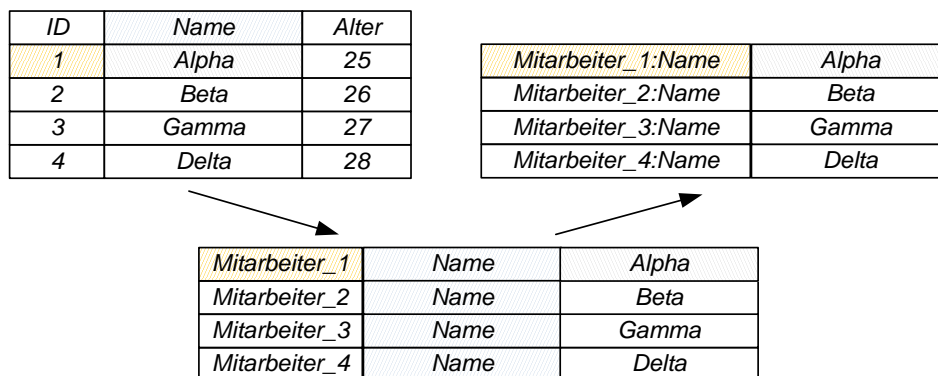 ID Name Alter
1 Alpha 25
2 Beta 26
3 Gamma 27
4 Delta 28
Mitarbeiter_1:Name Alpha
Mitarbeiter_2:Name Beta
Mitarbeiter_3:Name Gamma
Mitarbeiter_4:Name Delta
Mitarbeiter_1 Name Alpha
Mitarbeiter_2 Name Beta
Mitarbeiter_3 Name Gamma
Mitarbeiter_4 Name Delta